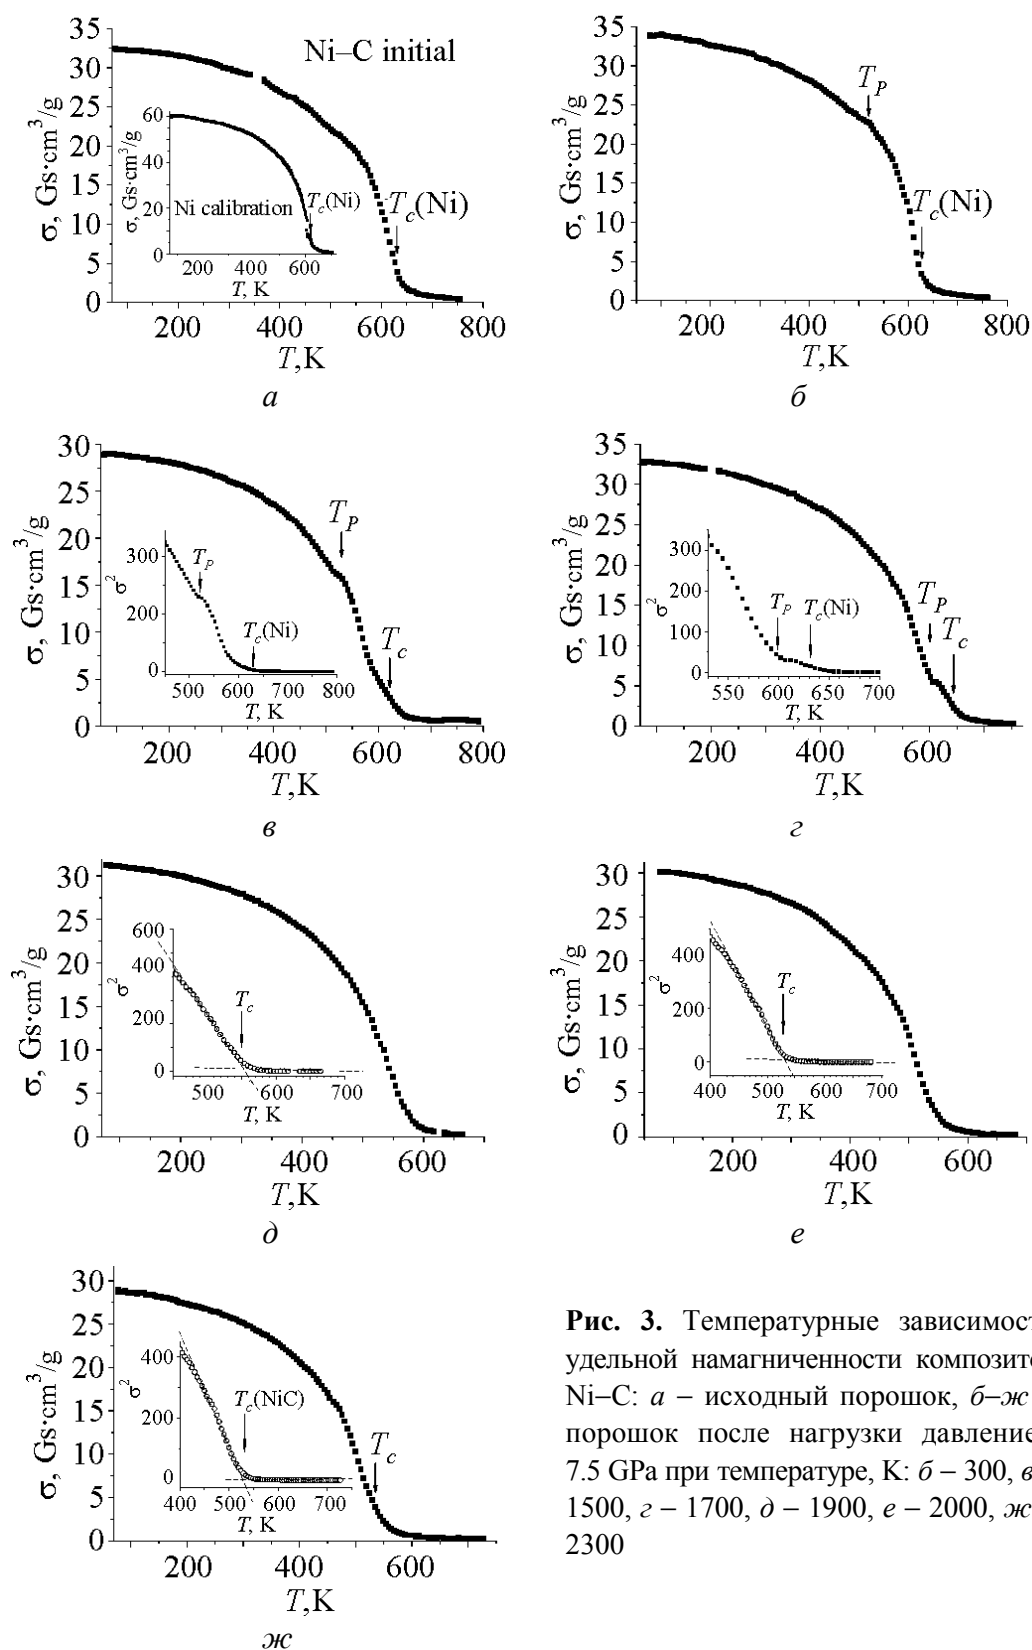 Ni–C initial
σ, Gs·cm³/g
35
30
25
20
15
10
5
0
200 400 600 800
T,K
T_c(Ni)
σ, Gs·cm³/g
60
40
20
0
Ni calibration
T_c(Ni)
200 400 600
T, K
а
σ, Gs·cm³/g
35
30
25
20
15
10
5
0
T_P
T_c(Ni)
200 400 600 800
T,K
б
σ, Gs·cm³/g
30
25
20
15
10
5
0
T_P
T_c
200 400 600 800
T,K
σ²
300
200
100
0
T_P
T_c(Ni)
500 600 700 800
T, K
в
σ, Gs·cm³/g
35
30
25
20
15
10
5
0
T_P
T_c
200 400 600
T,K
σ²
300
200
100
0
T_P
T_c(Ni)
550 600 650 700
T, K
г
σ, Gs·cm³/g
30
25
20
15
10
5
0
200 400 600
T,K
σ²
600
400
200
0
T_c
500 600 700
T, K
д
σ, Gs·cm³/g
30
25
20
15
10
5
0
200 400 600
T,K
σ²
400
200
0
T_c
400 500 600 700
T, K
е
σ, Gs·cm³/g
30
25
20
15
10
5
0
T_c
200 400 600
T,K
σ²
400
200
0
T_c(NiC)
400 500 600 700
T, K
ж
Рис. 3. Температурные зависимост
удельной намагниченности композито
Ni–C: а – исходный порошок, б–ж
порошок после нагрузки давление
7.5 GPa при температуре, K: б – 300, в
1500, г – 1700, д – 1900, е – 2000, ж
2300